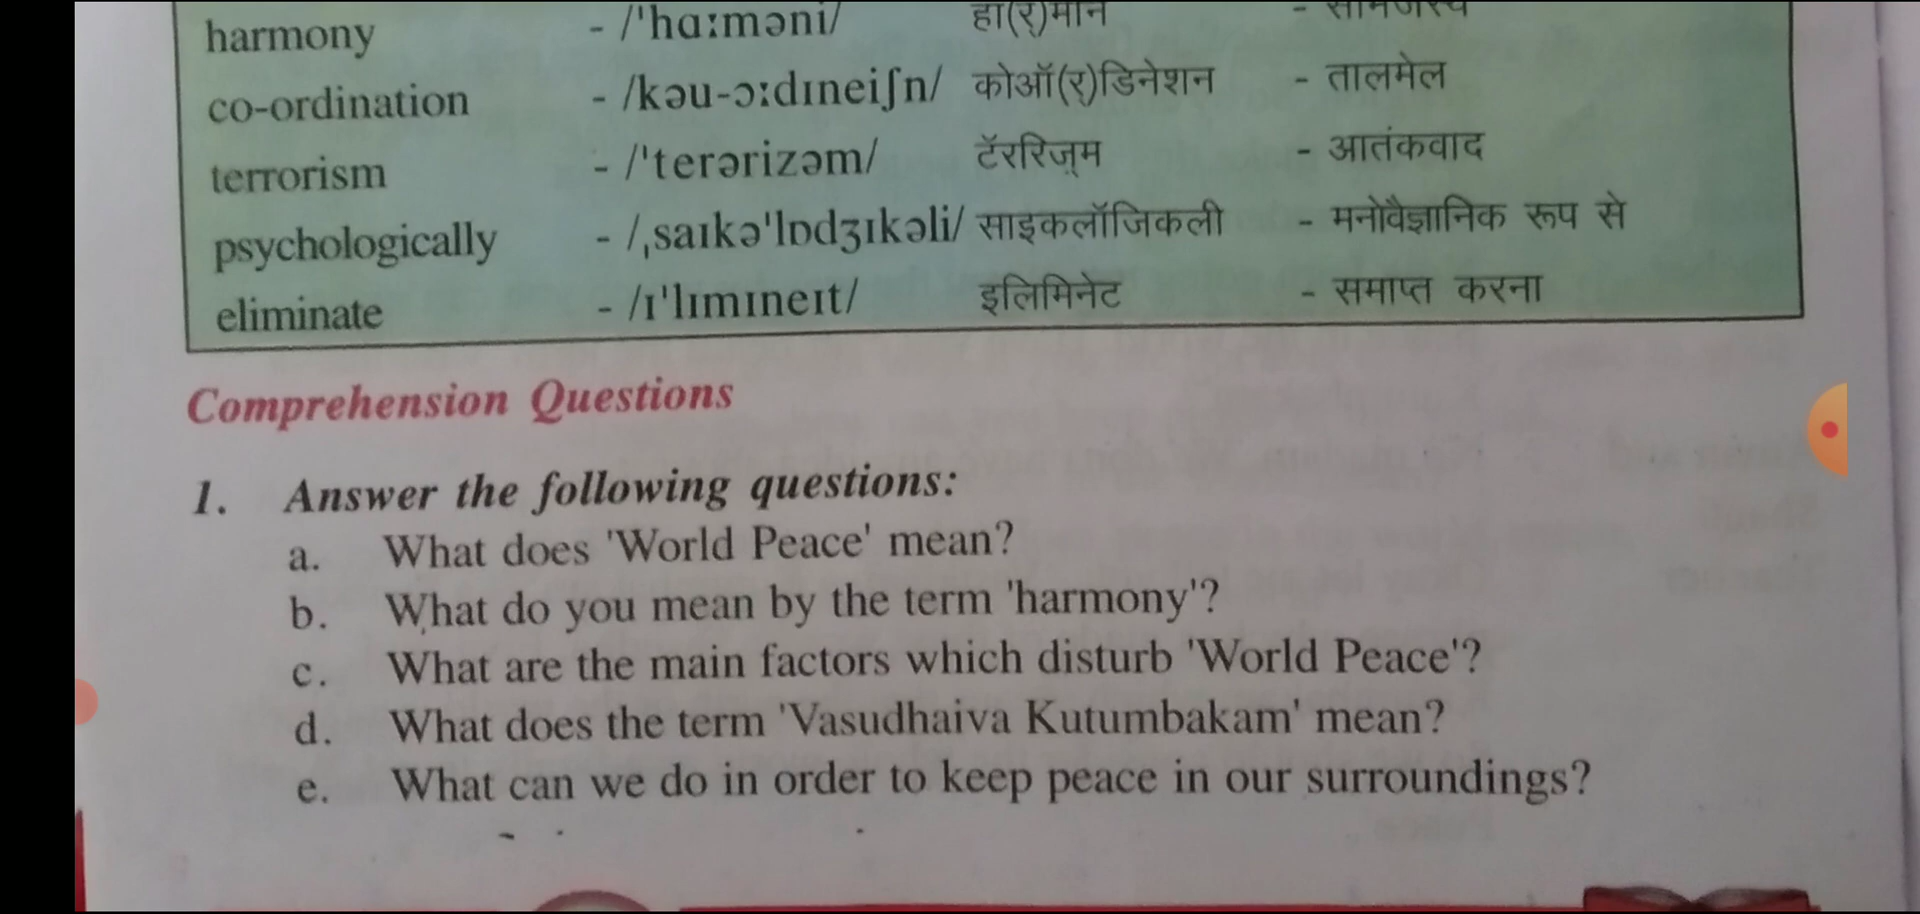 harmony - /'hɑːməni/ हा(र्)मनि
co-ordination - /kəu-ɔːdɪneiʃn/ कोऑ(र्)डिनेशन - तालमेल
terrorism - /'terərizəm/ टॅररिज़्म - आतंकवाद
psychologically - /ˌsaɪkə'lɒdʒɪkəli/ साइकलॉजिकली - मनोवैज्ञानिक रूप से
eliminate - /ɪ'lɪmɪneɪt/ इलिमिनेट - समाप्त करना
Comprehension Questions
1. Answer the following questions:
a. What does 'World Peace' mean?
b. What do you mean by the term 'harmony'?
c. What are the main factors which disturb 'World Peace'?
d. What does the term 'Vasudhaiva Kutumbakam' mean?
e. What can we do in order to keep peace in our surroundings?